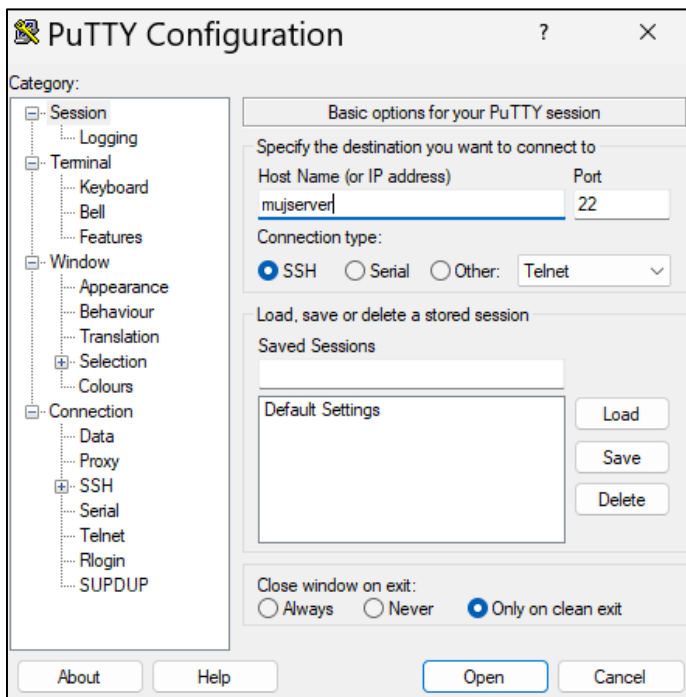 PuTTY Configuration ? ×
Category:
Session
Logging
Terminal
Keyboard
Bell
Features
Window
Appearance
Behaviour
Translation
Selection
Colours
Connection
Data
Proxy
SSH
Serial
Telnet
Rlogin
SUPDUP
Basic options for your PuTTY session
Specify the destination you want to connect to
Host Name (or IP address) Port
mujserver 22
Connection type:
SSH Serial Other: Telnet
Load, save or delete a stored session
Saved Sessions
Default Settings
Load
Save
Delete
Close window on exit:
Always Never Only on clean exit
About Help Open Cancel